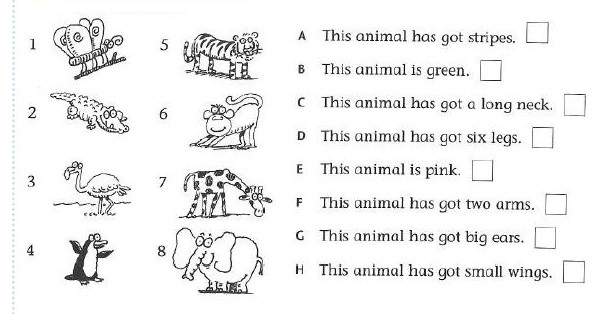 1
5
2
6
3
7
4
8
A This animal has got stripes.
B This animal is green.
C This animal has got a long neck.
D This animal has got six legs.
E This animal is pink.
F This animal has got two arms.
G This animal has got big ears.
H This animal has got small wings.